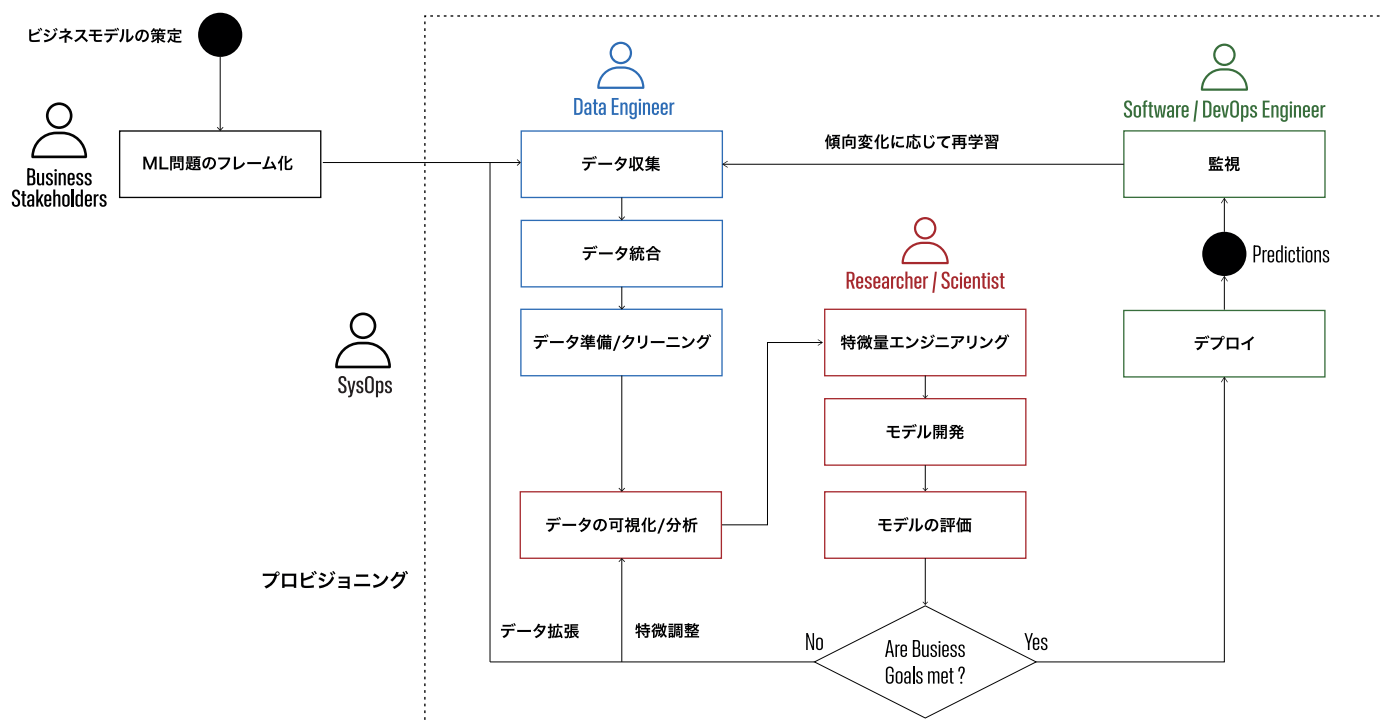 ビジネスモデルの策定
Business
Stakeholders
ML問題のフレーム化
Data Engineer
データ収集
データ統合
データ準備/クリーニング
データの可視化/分析
傾向変化に応じて再学習
Software / DevOps Engineer
監視
Predictions
デプロイ
Researcher / Scientist
特微量エンジニアリング
モデル開発
モデルの評価
SysOps
プロビジョニング
データ拡張
特微調整
No
Are Busiess
Goals met ?
Yes